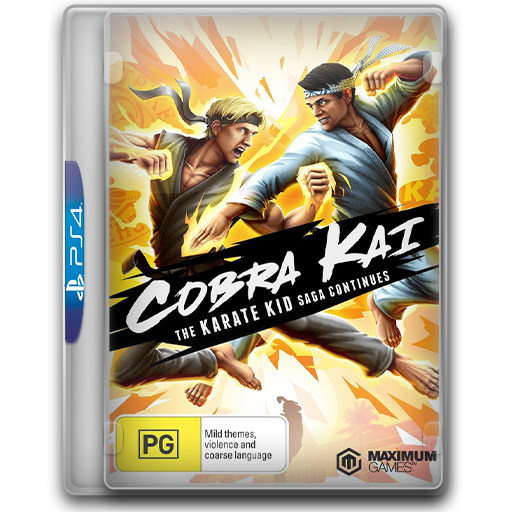 PS4
COBRA KAI
THE KARATE KID SAGA CONTINUES
PG
Mild themes,
violence and
coarse language
MAXIMUM
GAMES